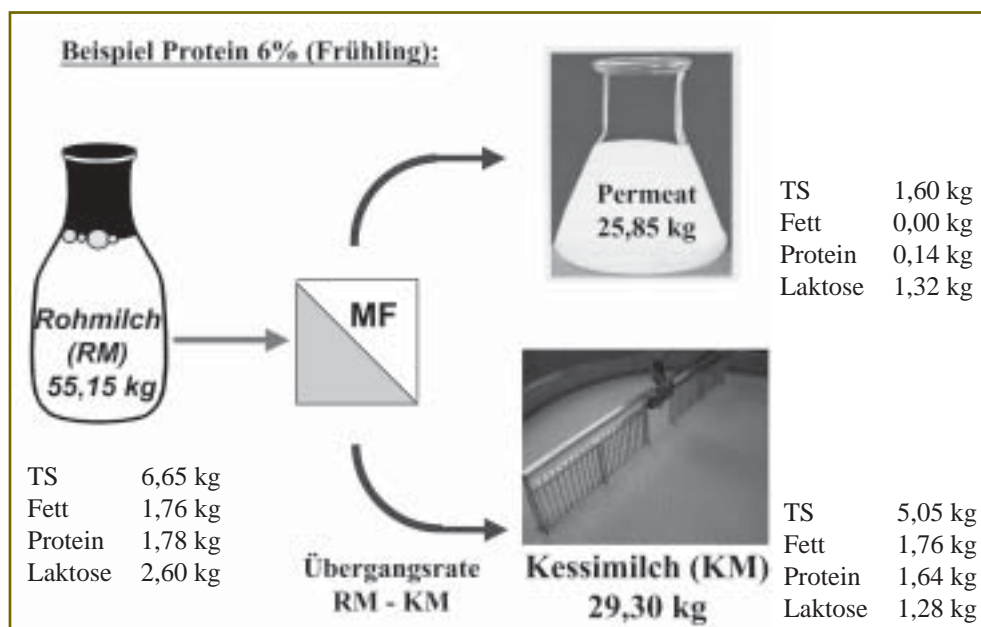 Beispiel Protein 6% (Frühling):
Rohmilch
(RM)
55,15 kg
TS 6,65 kg
Fett 1,76 kg
Protein 1,78 kg
Laktose 2,60 kg
MF
Übergangsrate
RM - KM
Permeat
25,85 kg
TS 1,60 kg
Fett 0,00 kg
Protein 0,14 kg
Laktose 1,32 kg
Kessimilch (KM)
29,30 kg
TS 5,05 kg
Fett 1,76 kg
Protein 1,64 kg
Laktose 1,28 kg